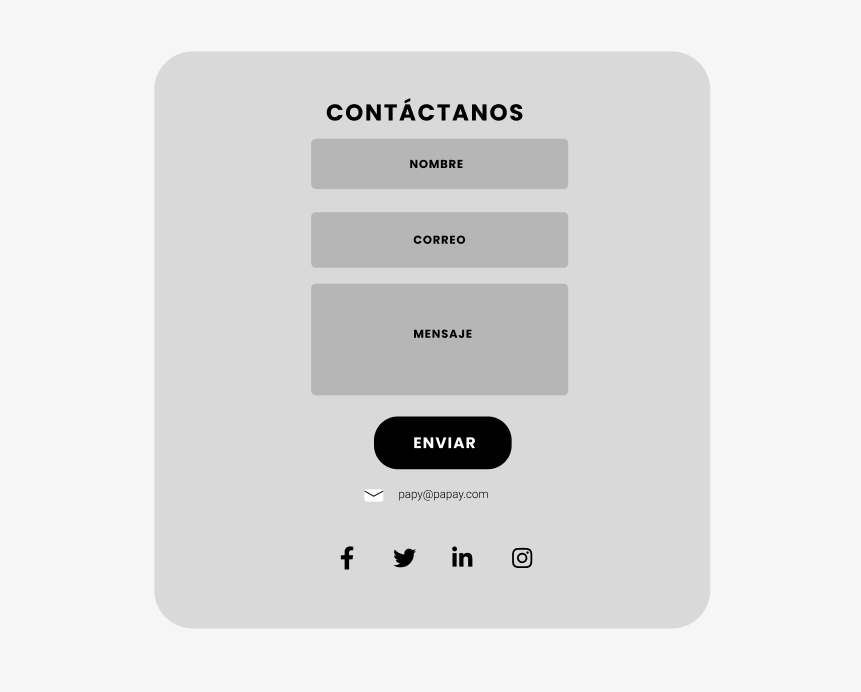 CONTÁCTANOS
NOMBRE
CORREO
MENSAJE
ENVIAR
papy@papay.com